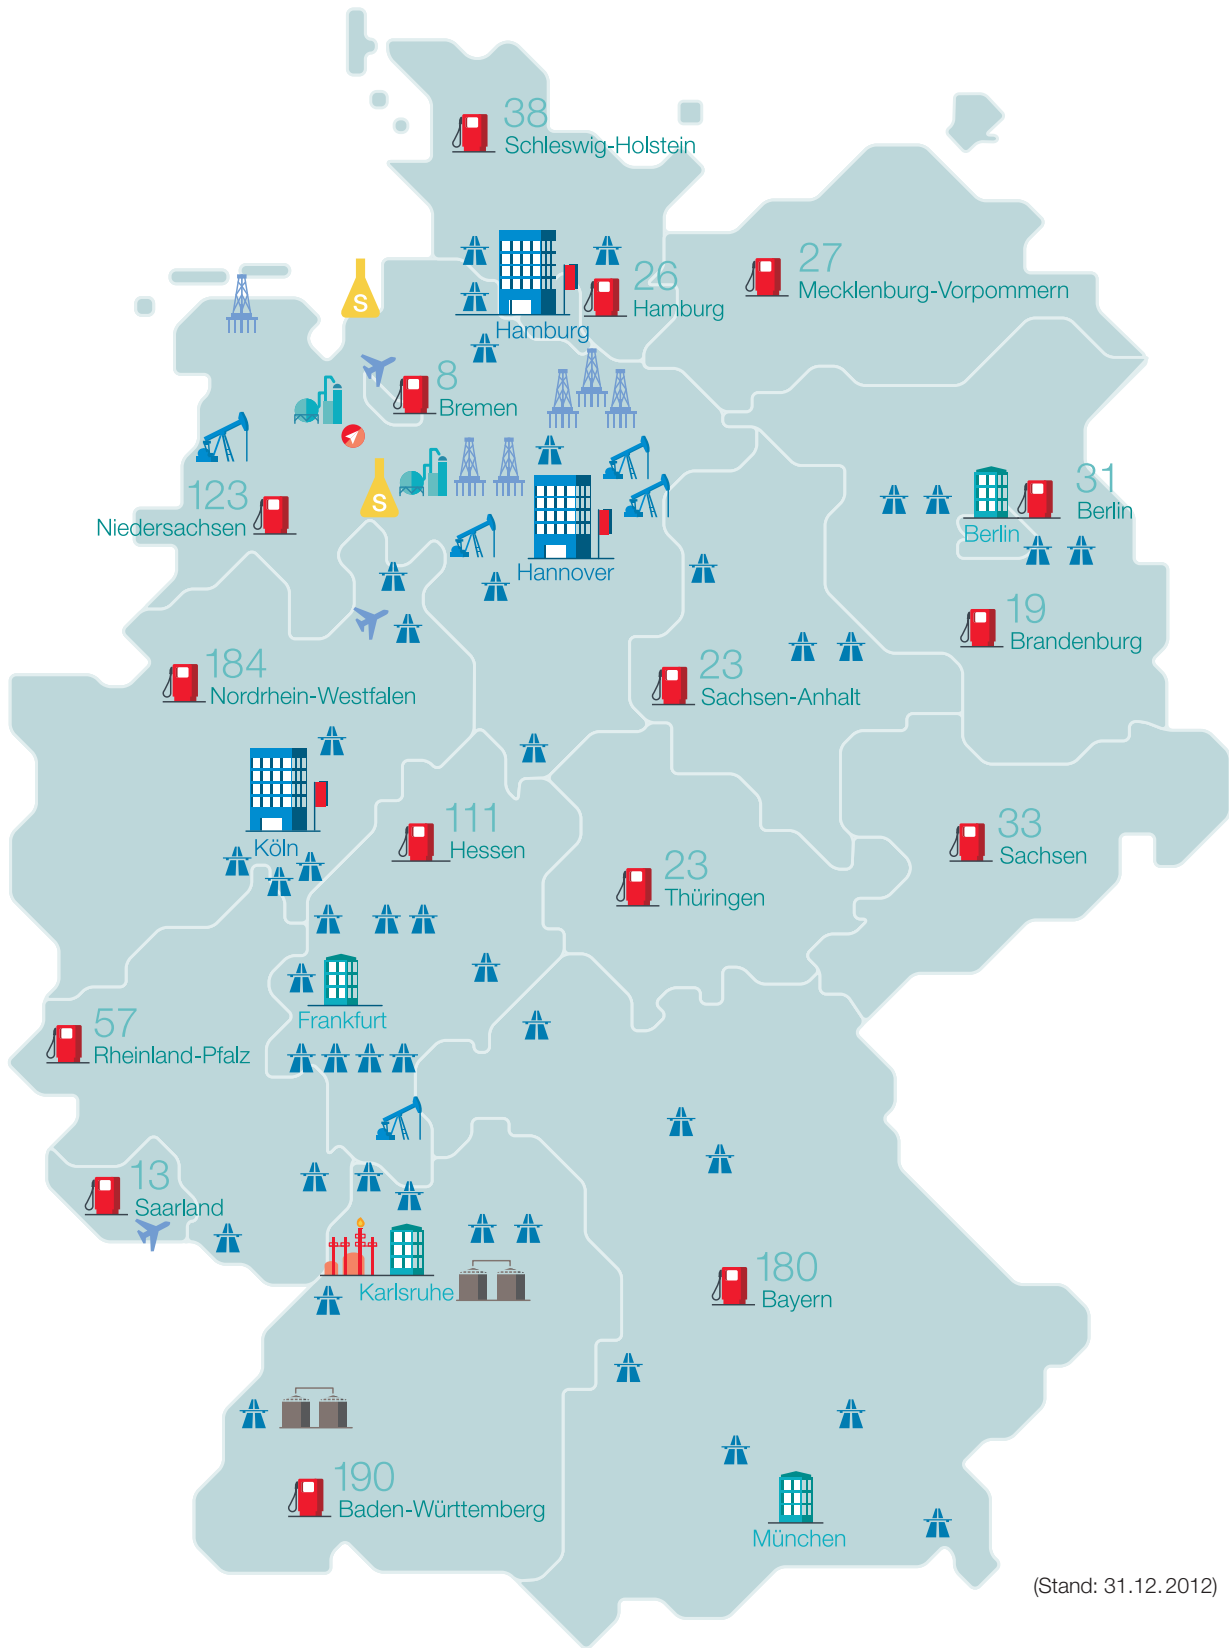 38
Schleswig-Holstein
27
Mecklenburg-Vorpommern
26
Hamburg
Hamburg
S
8
Bremen
S
123
Niedersachsen
Hannover
31
Berlin
Berlin
19
Brandenburg
184
Nordrhein-Westfalen
23
Sachsen-Anhalt
Köln
111
Hessen
23
Thüringen
33
Sachsen
Frankfurt
57
Rheinland-Pfalz
13
Saarland
Karlsruhe
180
Bayern
190
Baden-Württemberg
München
(Stand: 31.12.2012)